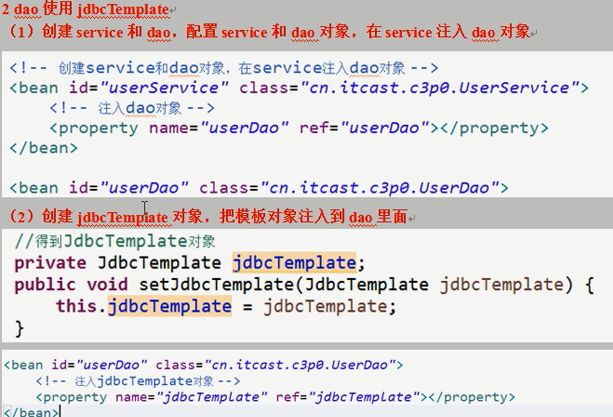 2 dao 使用 jdbcTemplate
（1）创建 service 和 dao，配置 service 和 dao 对象，在 service 注入 dao 对象
<!-- 创建service和dao对象，在service注入dao对象 -->
<bean id="userService" class="cn.itcast.c3p0.UserService">
<!-- 注入dao对象 -->
<property name="userDao" ref="userDao"></property>
</bean>
<bean id="userDao" class="cn.itcast.c3p0.UserDao">
（2）创建 jdbcTemplate 对象，把模板对象注入到 dao 里面
//得到JdbcTemplate对象
private JdbcTemplate jdbcTemplate;
public void setJdbcTemplate(JdbcTemplate jdbcTemplate) {
this.jdbcTemplate = jdbcTemplate;
}
<bean id="userDao" class="cn.itcast.c3p0.UserDao">
<!-- 注入jdbcTemplate对象 -->
<property name="jdbcTemplate" ref="jdbcTemplate"></property>
</bean>